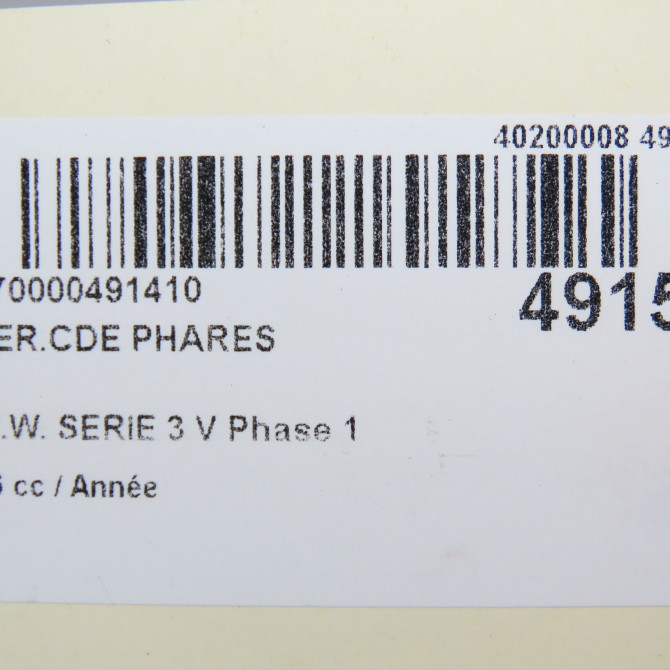 40200008 49
70000491410
4915
ER.CDE PHARES
.W. SERIE 3 V Phase 1
cc / Année